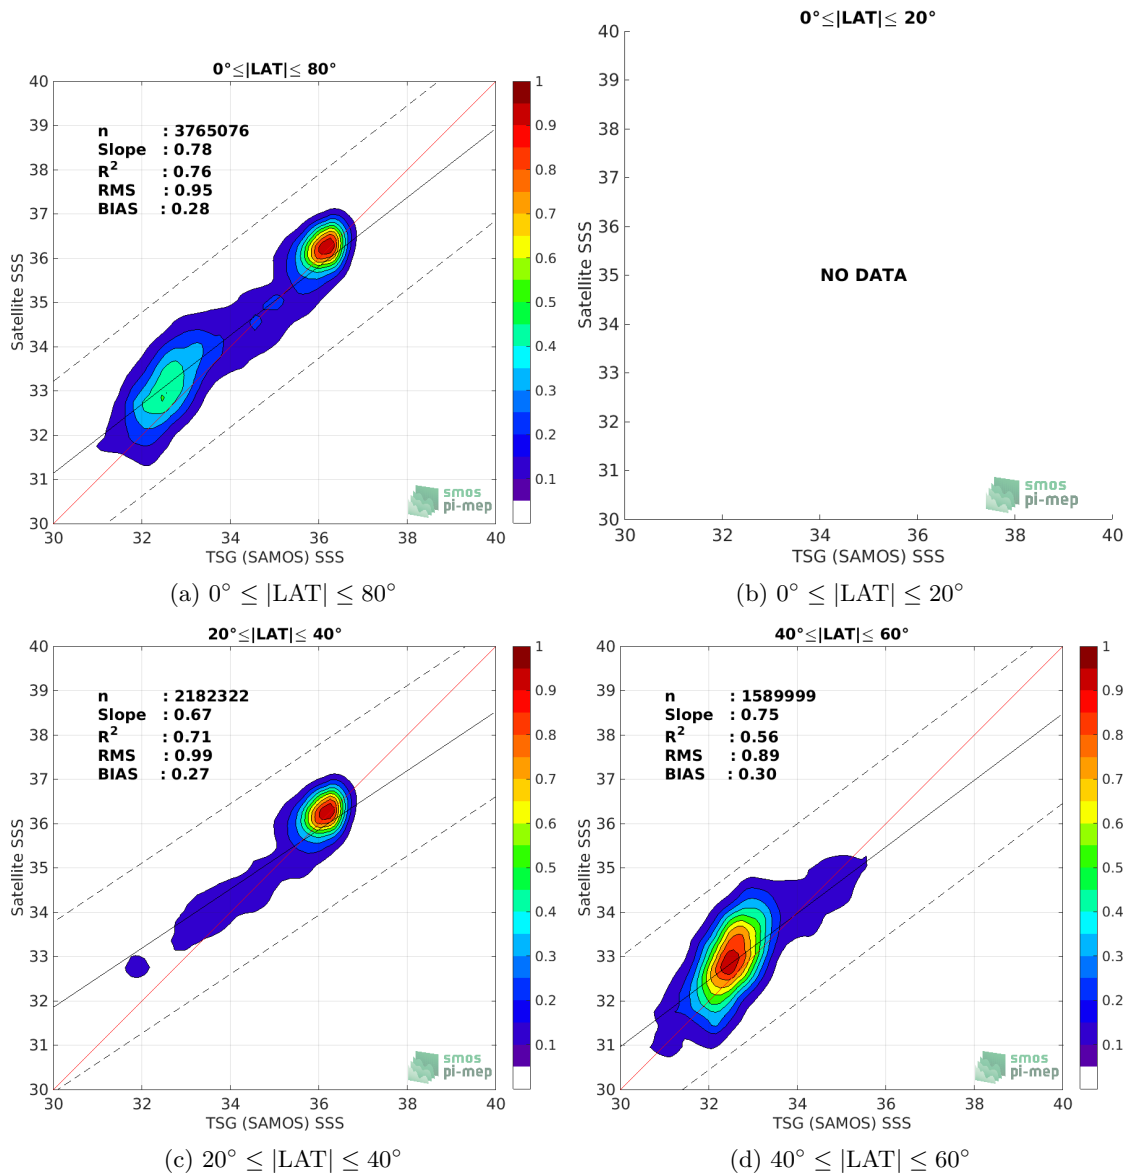 0°≤|LAT|≤ 80°
n : 3765076
Slope : 0.78
R² : 0.76
RMS : 0.95
BIAS : 0.28
40
39
38
37
36
35
34
33
32
31
30
Satellite SSS
30 32 34 36 38 40
TSG (SAMOS) SSS
1
0.9
0.8
0.7
0.6
0.5
0.4
0.3
0.2
0.1
smos
pi-mep
(a) 0° ≤ |LAT| ≤ 80°
0°≤|LAT|≤ 20°
40
39
38
37
36
35
34
33
32
31
30
Satellite SSS
NO DATA
30 32 34 36 38 40
TSG (SAMOS) SSS
smos
pi-mep
(b) 0° ≤ |LAT| ≤ 20°
20°≤|LAT|≤ 40°
n : 2182322
Slope : 0.67
R² : 0.71
RMS : 0.99
BIAS : 0.27
40
39
38
37
36
35
34
33
32
31
30
Satellite SSS
30 32 34 36 38 40
TSG (SAMOS) SSS
1
0.9
0.8
0.7
0.6
0.5
0.4
0.3
0.2
0.1
smos
pi-mep
(c) 20° ≤ |LAT| ≤ 40°
40°≤|LAT|≤ 60°
n : 1589999
Slope : 0.75
R² : 0.56
RMS : 0.89
BIAS : 0.30
40
39
38
37
36
35
34
33
32
31
30
Satellite SSS
30 32 34 36 38 40
TSG (SAMOS) SSS
1
0.9
0.8
0.7
0.6
0.5
0.4
0.3
0.2
0.1
smos
pi-mep
(d) 40° ≤ |LAT| ≤ 60°